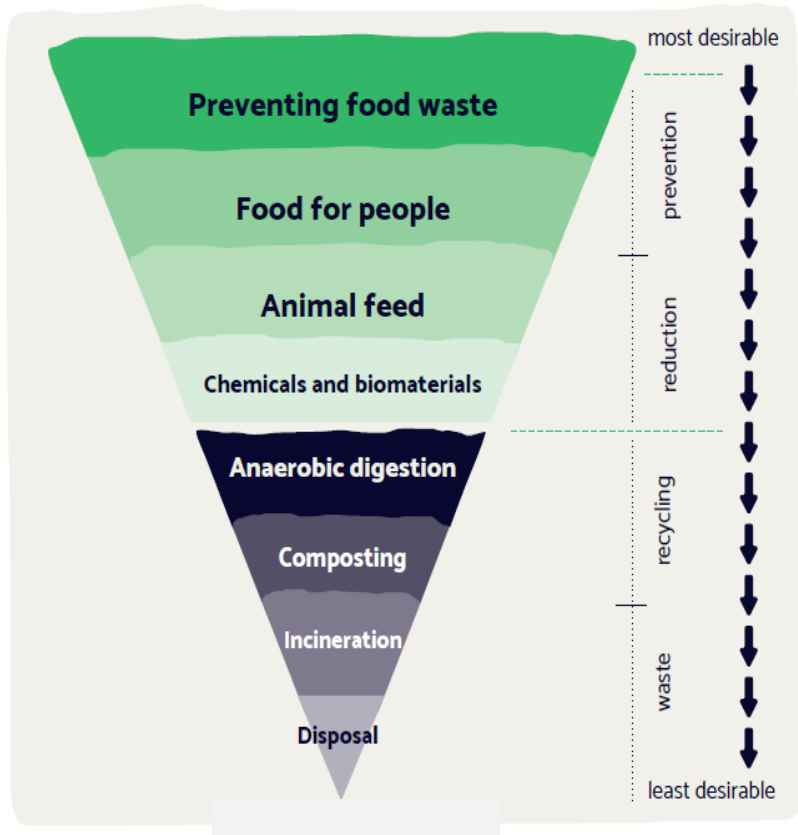 most desirable
Preventing food waste
prevention
Food for people
Animal feed
reduction
Chemicals and biomaterials
Anaerobic digestion
recycling
Composting
Incineration
waste
Disposal
least desirable